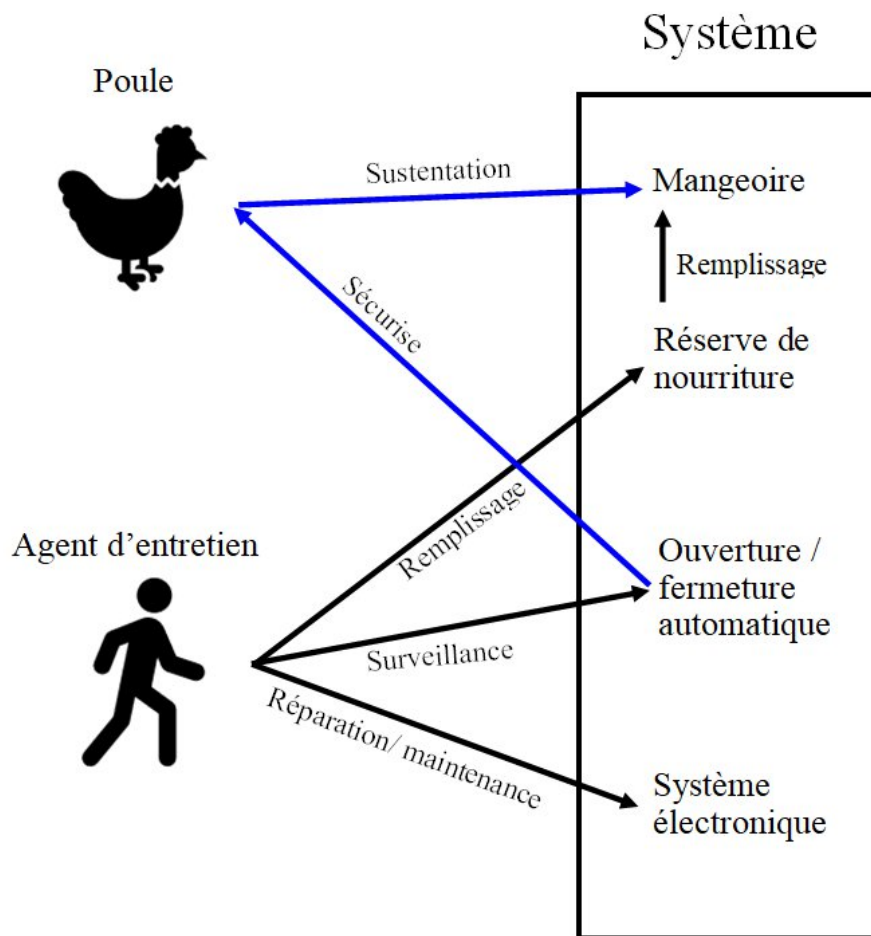 Système
Poule
Sustentation
Mangeoire
Remplissage
Sécurise
Réserve de
nourriture
Remplissage
Agent d’entretien
Ouverture /
fermeture
automatique
Surveillance
Réparation/ maintenance
Système
électronique